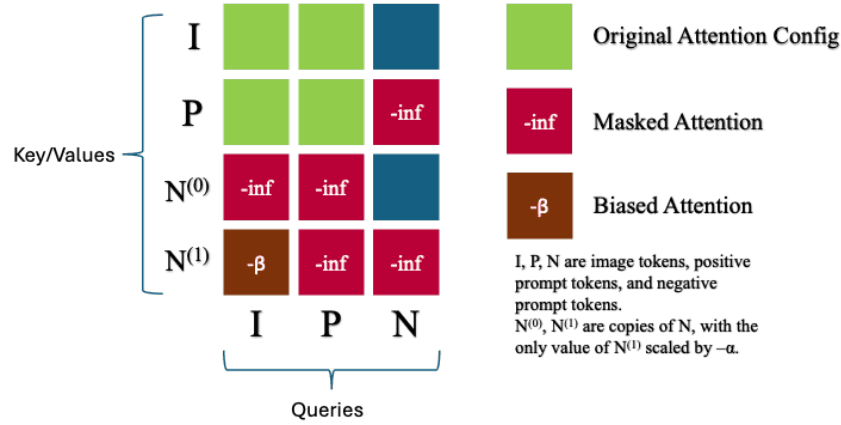 I
Original Attention Config
P
-inf
-inf
Masked Attention
Key/Values
N⁽⁰⁾
-inf
-inf
-β
Biased Attention
N⁽¹⁾
-β
-inf
-inf
I, P, N are image tokens, positive
prompt tokens, and negative
prompt tokens.
N⁽⁰⁾, N⁽¹⁾ are copies of N, with the
only value of N⁽¹⁾ scaled by –α.
I
P
N
Queries